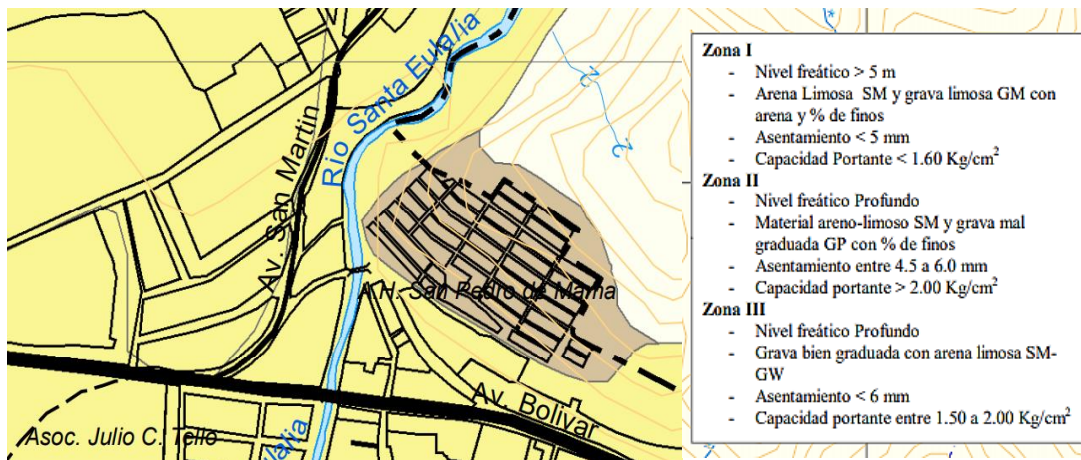 Rio Santa Eulalia
Av. San Martin
A.H. San Pedro de Mama
Av. Bolivar
Asoc. Julio C. Tello
lalia
Zona I
- Nivel freático > 5 m
- Arena Limosa SM y grava limosa GM con
arena y % de finos
- Asentamiento < 5 mm
- Capacidad Portante < 1.60 Kg/cm²
Zona II
- Nivel freático Profundo
- Material areno-limoso SM y grava mal
graduada GP con % de finos
- Asentamiento entre 4.5 a 6.0 mm
- Capacidad portante > 2.00 Kg/cm²
Zona III
- Nivel freático Profundo
- Grava bien graduada con arena limosa SM-
GW
- Asentamiento < 6 mm
- Capacidad portante entre 1.50 a 2.00 Kg/cm²